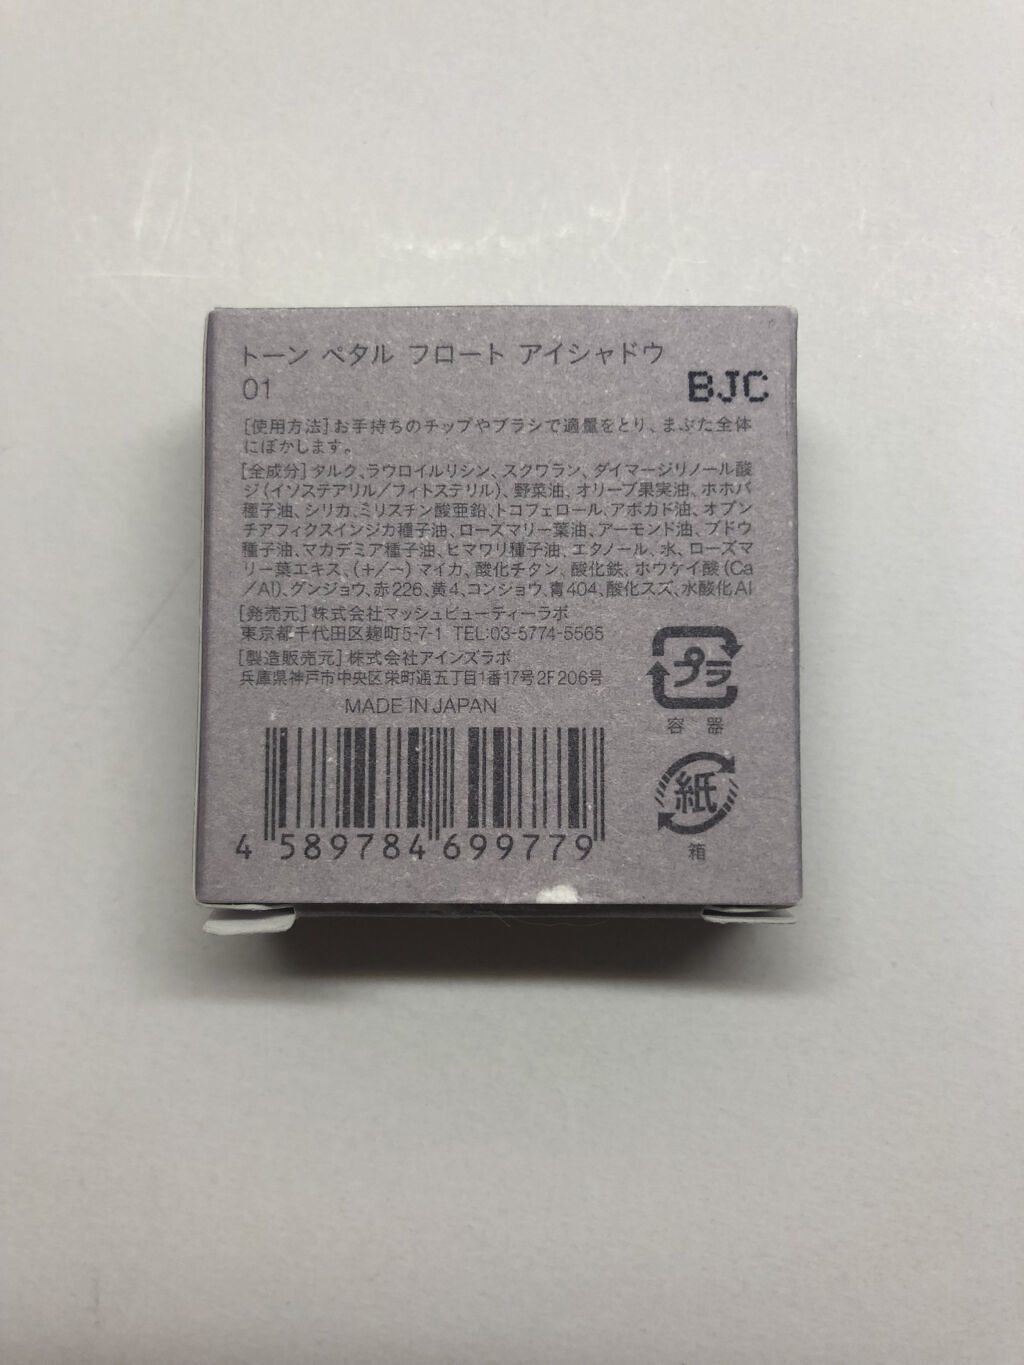 トーン ペタル フロート アイシャドウ
01
BJC
[使用方法]お手持ちのチップやブラシで適量をとり、まぶた全体
にぼかします。
[全成分]タルク、ラウロイルリシン、スクワラン、ダイマージリノール酸
ジ(イソステアリル/フィトステリル)、野菜油、オリーブ果実油、ホホバ
種子油、シリカ、ミリスチン酸亜鉛、トコフェロール、アボカド油、オプン
チアフィクスインジカ種子油、ローズマリー葉油、アーモンド油、ブドウ
種子油、マカデミア種子油、ヒマワリ種子油、エタノール、水、ローズマ
リー葉エキス、(+/−)マイカ、酸化チタン、酸化鉄、ホウケイ酸(Ca
/Al)、グンジョウ、赤226、黄4、コンジョウ、青404、酸化スズ、水酸化Al
[発売元]株式会社マッシュビューティーラボ
東京都千代田区麹町5-7-1 TEL:03-5774-5565
[製造販売元]株式会社アインズラボ
兵庫県神戸市中央区栄町通五丁目1番17号2F206号
MADE IN JAPAN
プラ
容 器
紙
箱
4 589784 699779